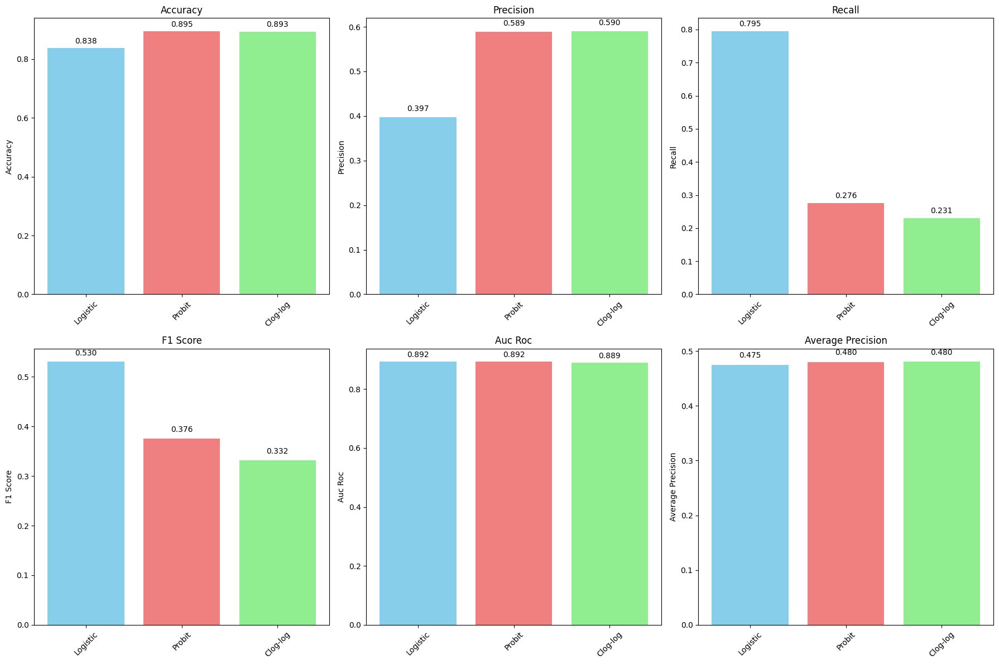 Accuracy
0.838
0.895
0.893
0.8
0.6
0.4
0.2
0.0
Accuracy
Logistic
Probit
Clog-log
Precision
0.397
0.589
0.590
0.6
0.5
0.4
0.3
0.2
0.1
0.0
Precision
Logistic
Probit
Clog-log
Recall
0.795
0.276
0.231
0.8
0.7
0.6
0.5
0.4
0.3
0.2
0.1
0.0
Recall
Logistic
Probit
Clog-log
F1 Score
0.530
0.376
0.332
0.5
0.4
0.3
0.2
0.1
0.0
F1 Score
Logistic
Probit
Clog-log
Auc Roc
0.892
0.892
0.889
0.8
0.6
0.4
0.2
0.0
Auc Roc
Logistic
Probit
Clog-log
Average Precision
0.475
0.480
0.480
0.5
0.4
0.3
0.2
0.1
0.0
Average Precision
Logistic
Probit
Clog-log